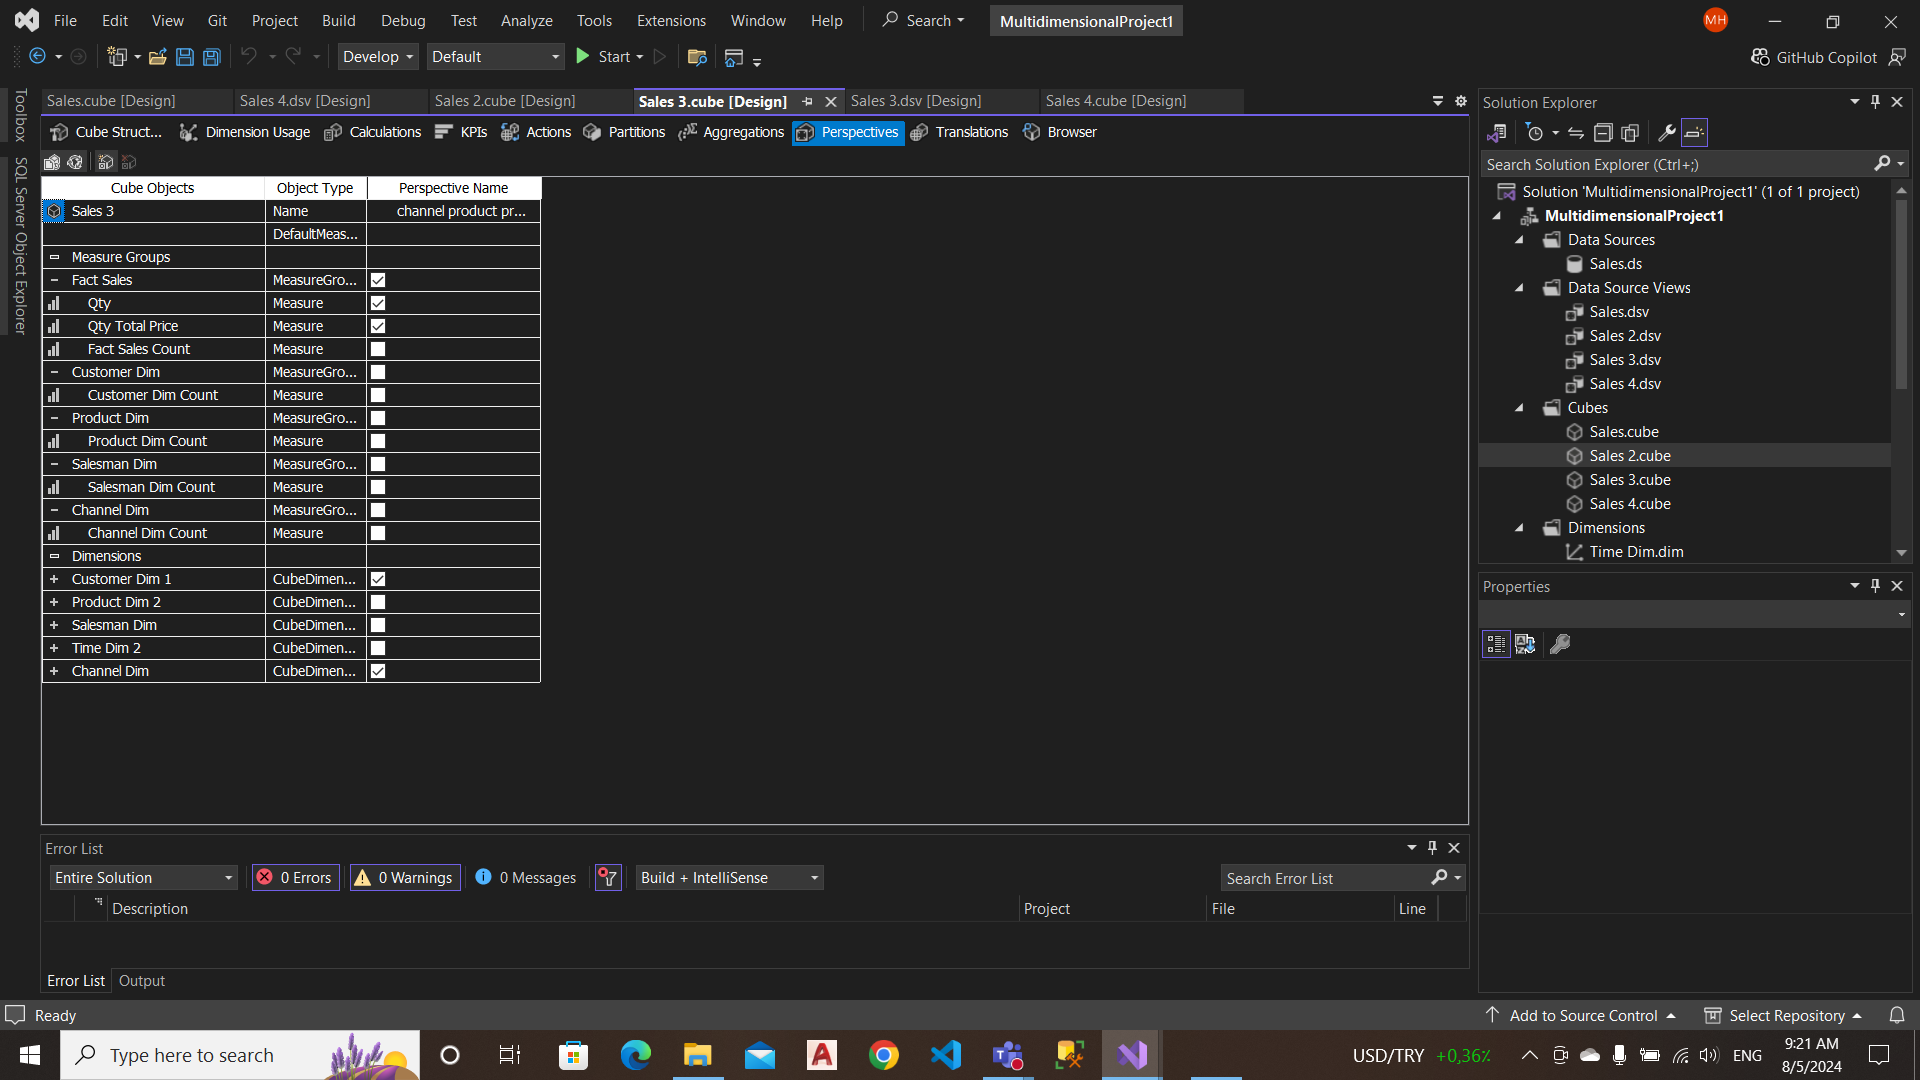 File Edit View Git Project Build Debug Test Analyze Tools Extensions Window Help Search MultidimensionalProject1 MH
Develop Default Start GitHub Copilot
Toolbox
SQL Server Object Explorer
Sales.cube [Design] Sales 4.dsv [Design] Sales 2.cube [Design] Sales 3.cube [Design] Sales 3.dsv [Design] Sales 4.cube [Design]
Cube Struct... Dimension Usage Calculations KPIs Actions Partitions Aggregations Perspectives Translations Browser
Cube Objects Object Type Perspective Name
Sales 3 Name channel product pr...
DefaultMeas...
Measure Groups
Fact Sales MeasureGro...
Qty Measure
Qty Total Price Measure
Fact Sales Count Measure
Customer Dim MeasureGro...
Customer Dim Count Measure
Product Dim MeasureGro...
Product Dim Count Measure
Salesman Dim MeasureGro...
Salesman Dim Count Measure
Channel Dim MeasureGro...
Channel Dim Count Measure
Dimensions
Customer Dim 1 CubeDimen...
Product Dim 2 CubeDimen...
Salesman Dim CubeDimen...
Time Dim 2 CubeDimen...
Channel Dim CubeDimen...
Solution Explorer
Search Solution Explorer (Ctrl+;)
Solution 'MultidimensionalProject1' (1 of 1 project)
MultidimensionalProject1
Data Sources
Sales.ds
Data Source Views
Sales.dsv
Sales 2.dsv
Sales 3.dsv
Sales 4.dsv
Cubes
Sales.cube
Sales 2.cube
Sales 3.cube
Sales 4.cube
Dimensions
Time Dim.dim
Properties
Error List
Entire Solution 0 Errors 0 Warnings 0 Messages Build + IntelliSense Search Error List
Description Project File Line
Error List Output
Ready Add to Source Control Select Repository
Type here to search USD/TRY +0,36% ENG 9:21 AM
8/5/2024